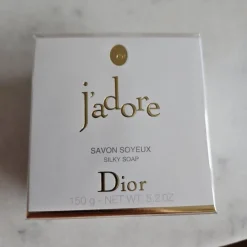 j'adore
SAVON SOYEUX
SILKY SOAP
Dior
150 g - NET WT. 5.2 OZ.